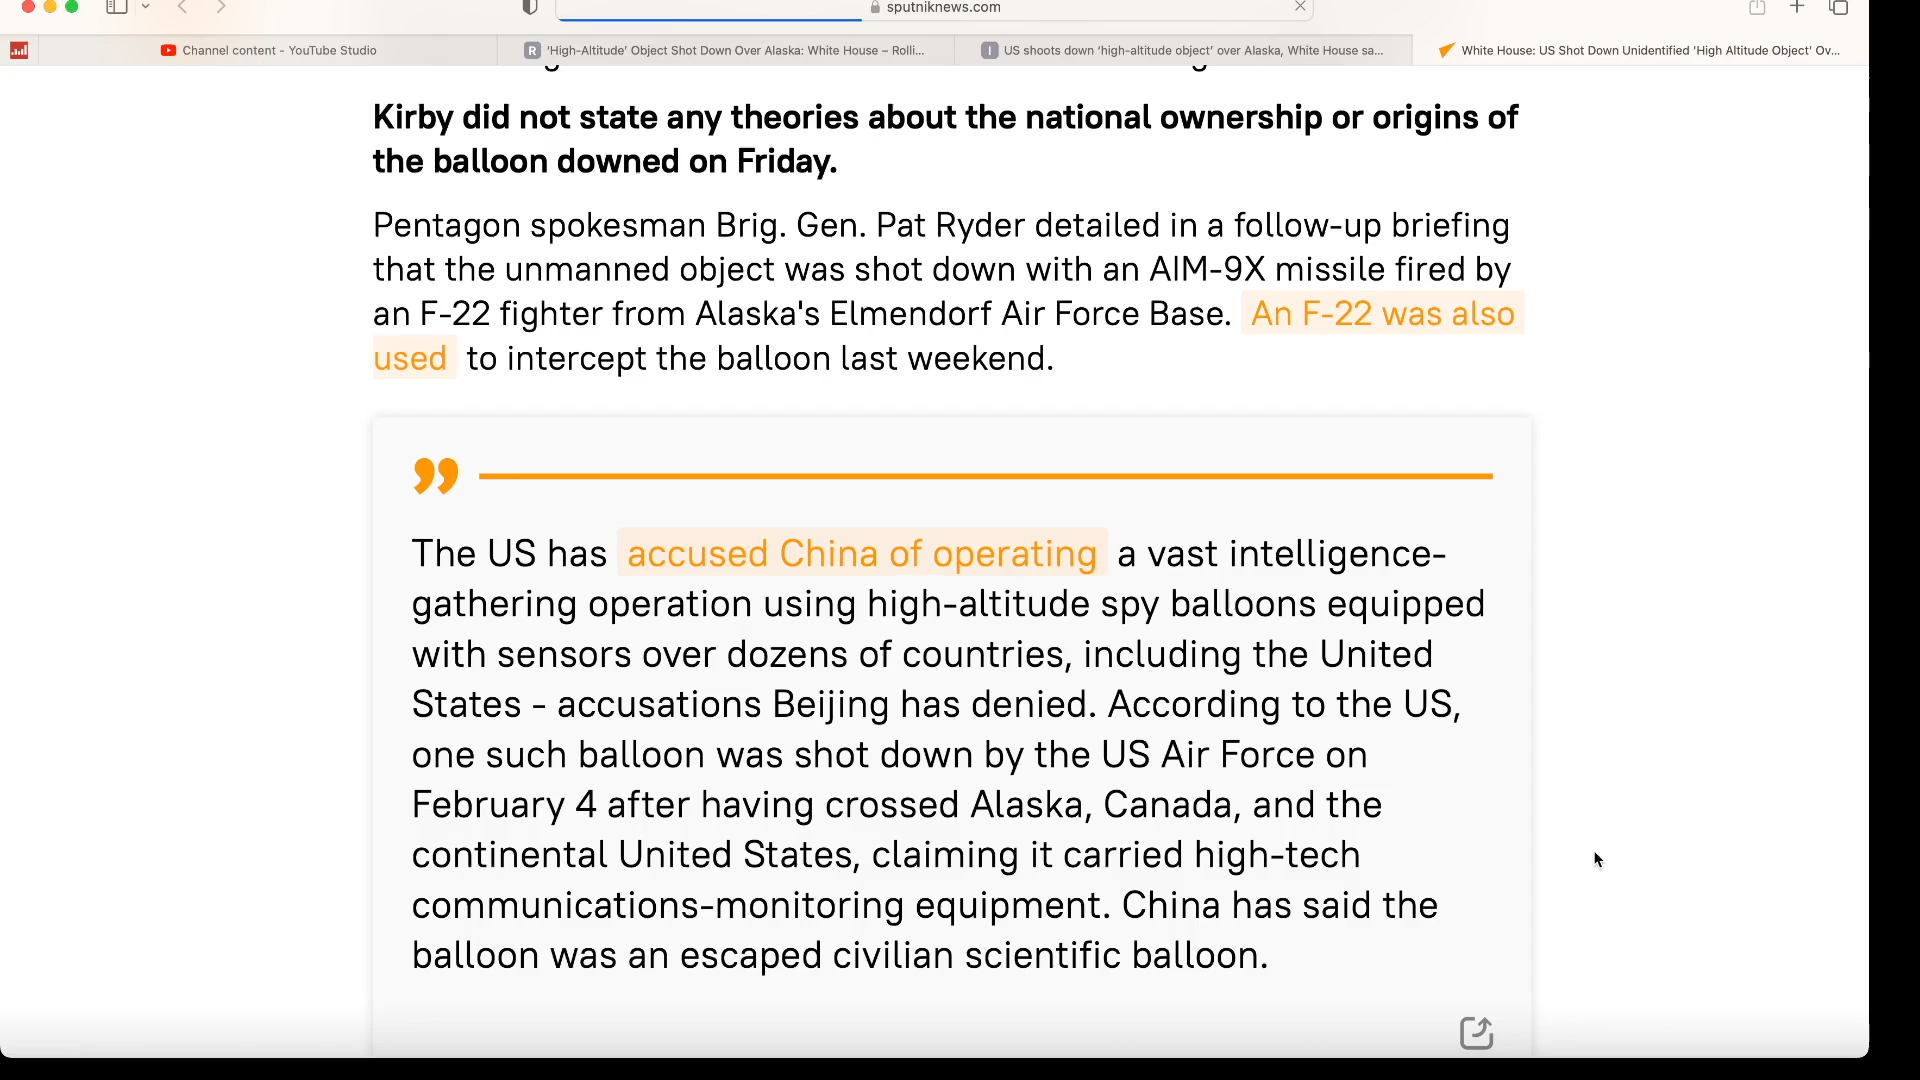 sputniknews.com
Channel content - YouTube Studio
R 'High-Altitude' Object Shot Down Over Alaska: White House – Rolli...
I US shoots down 'high-altitude object' over Alaska, White House sa...
White House: US Shot Down Unidentified 'High Altitude Object' Ov...
Kirby did not state any theories about the national ownership or origins of
the balloon downed on Friday.
Pentagon spokesman Brig. Gen. Pat Ryder detailed in a follow-up briefing
that the unmanned object was shot down with an AIM-9X missile fired by
an F-22 fighter from Alaska's Elmendorf Air Force Base. An F-22 was also
used to intercept the balloon last weekend.
The US has accused China of operating a vast intelligence-
gathering operation using high-altitude spy balloons equipped
with sensors over dozens of countries, including the United
States - accusations Beijing has denied. According to the US,
one such balloon was shot down by the US Air Force on
February 4 after having crossed Alaska, Canada, and the
continental United States, claiming it carried high-tech
communications-monitoring equipment. China has said the
balloon was an escaped civilian scientific balloon.